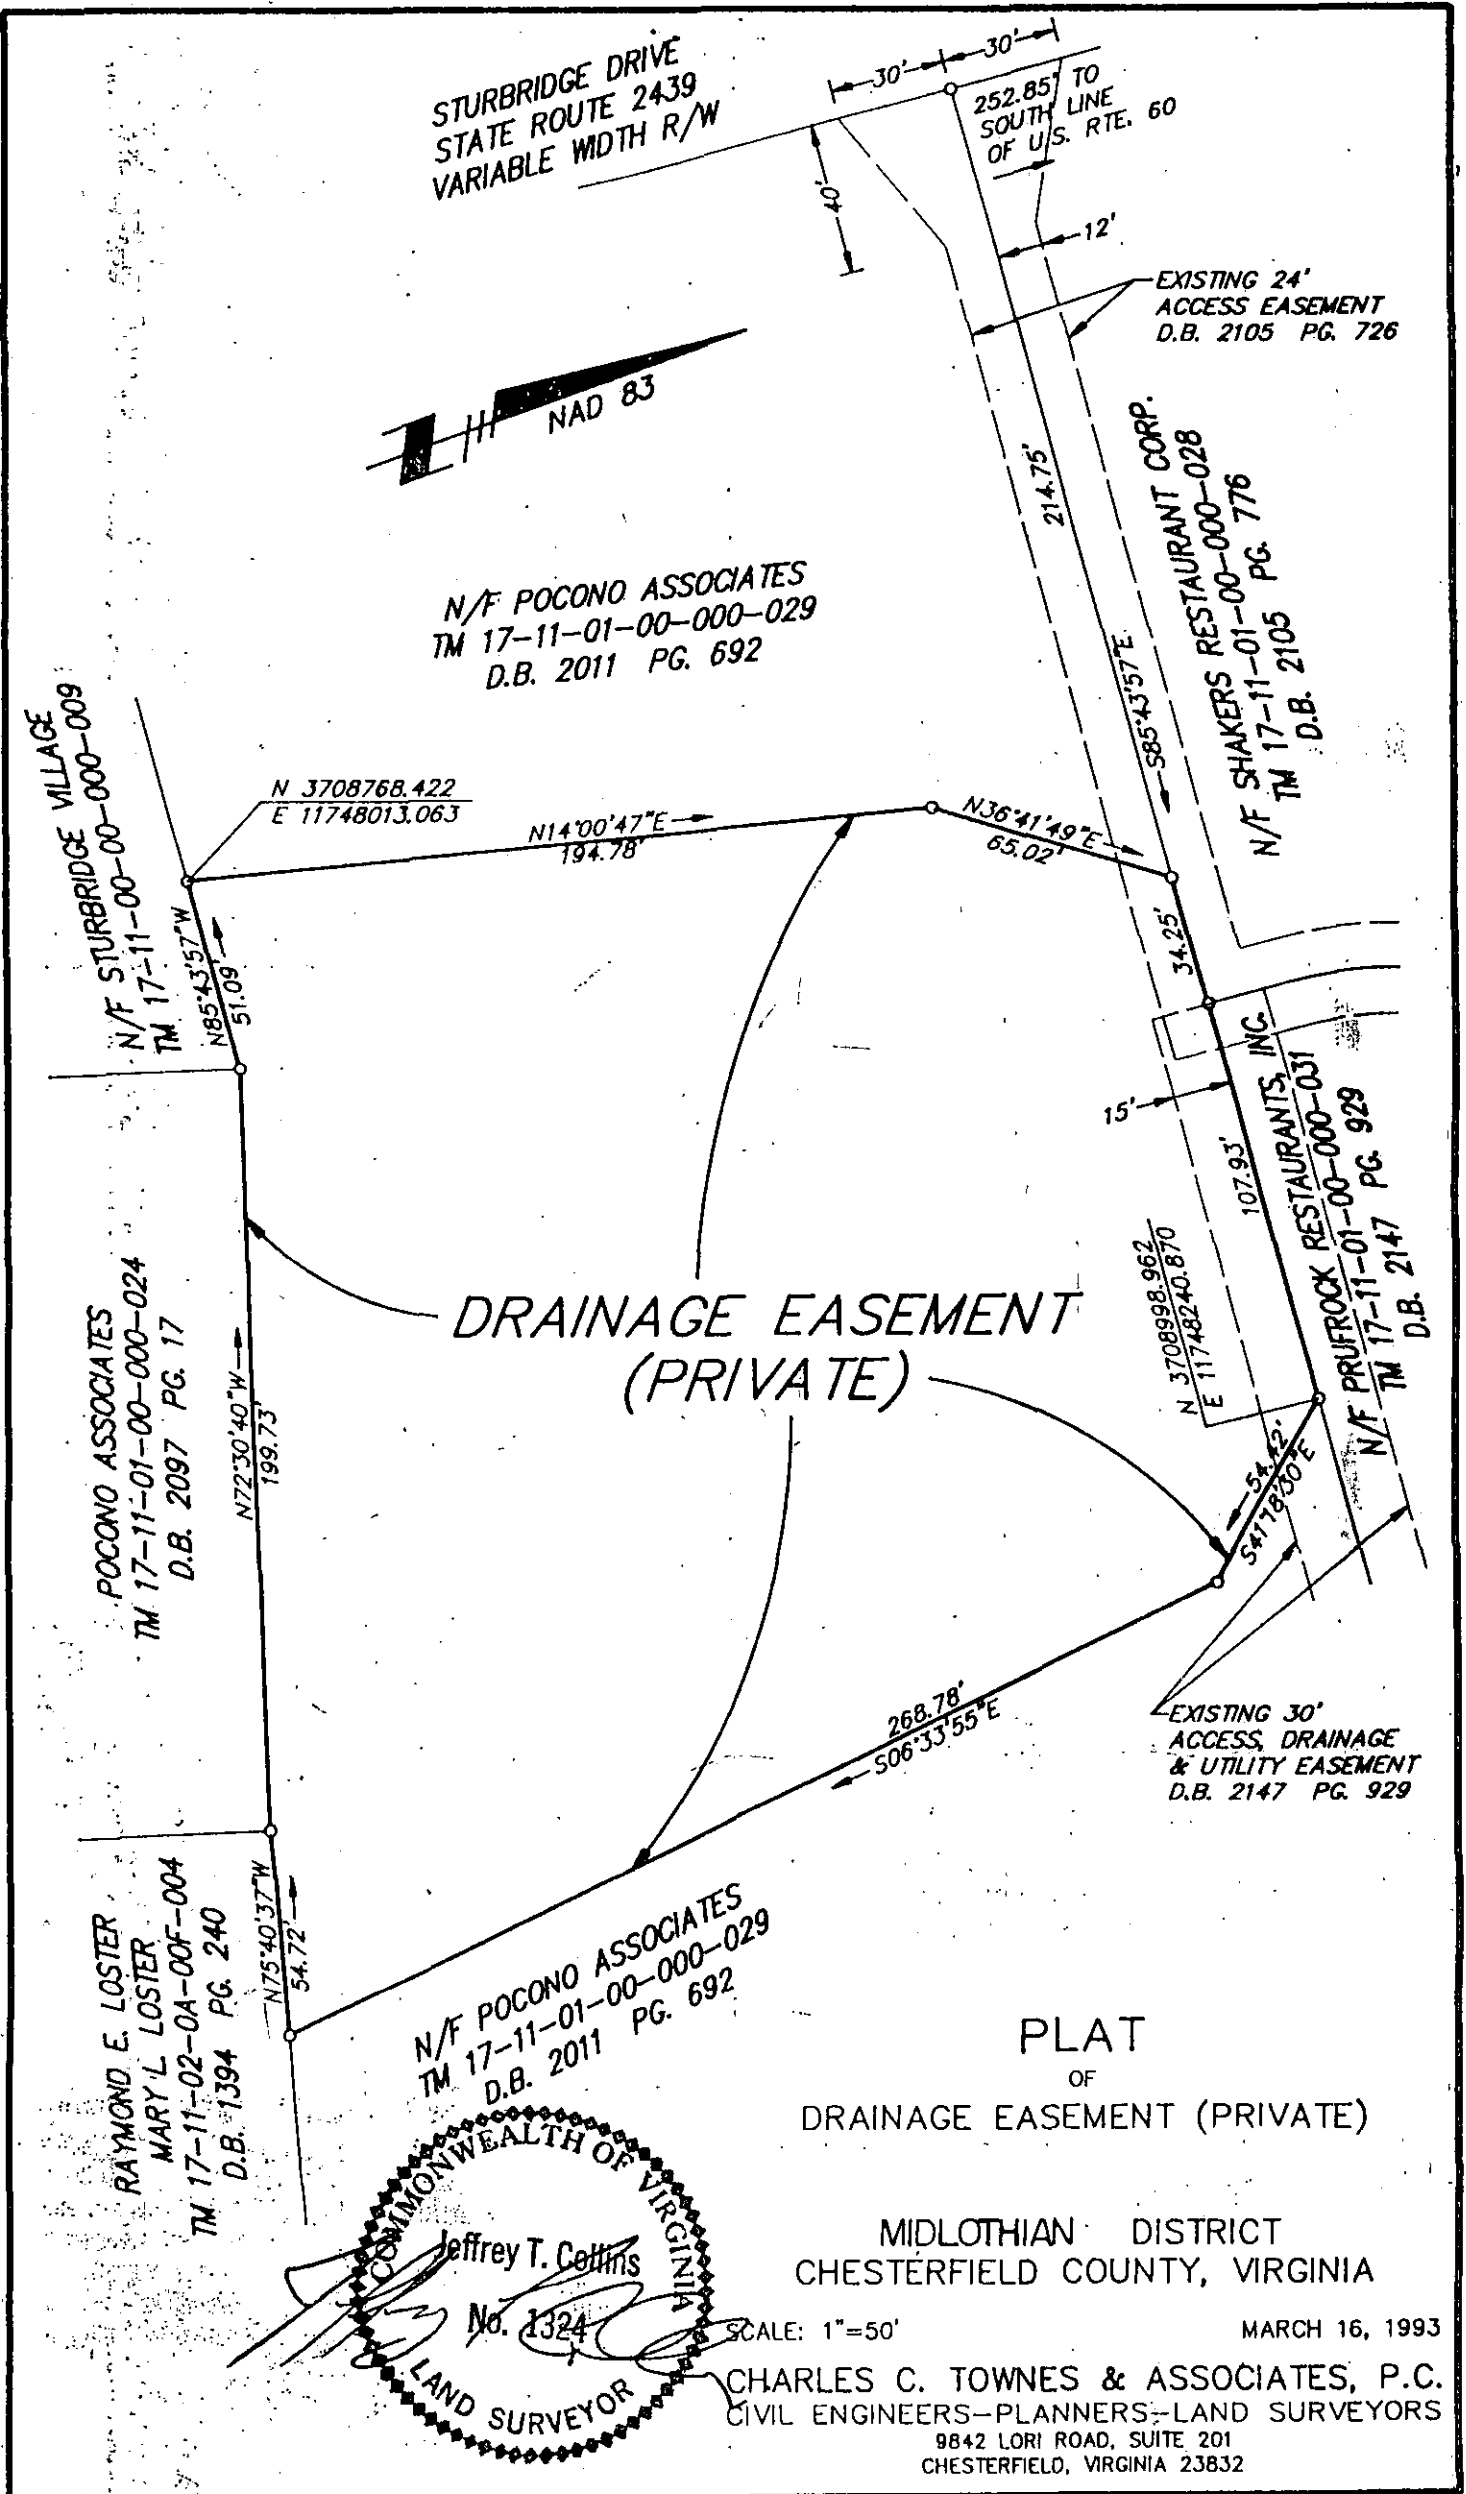 STURBRIDGE DRIVE
STATE ROUTE 2439
VARIABLE WIDTH R/W
30'
30'
252.85' TO
SOUTH LINE
OF U.S. RTE. 60
40'
12'
EXISTING 24'
ACCESS EASEMENT
D.B. 2105 PG. 726
NAD 83
214.75'
S85°43'57"E
N/F SHAKERS RESTAURANT CORP.
TM 17-11-01-00-000-028
D.B. 2105 PG. 776
N/F POCONO ASSOCIATES
TM 17-11-01-00-000-029
D.B. 2011 PG. 692
N/F STURBRIDGE VILLAGE
TM 17-11-00-00-000-009
N 3708768.422
E 11748013.063
N14°00'47"E
194.78'
N36°41'49"E
65.02'
N85°43'57"W
51.09'
34.25'
15'
107.93'
N/F PRUFROCK RESTAURANTS, INC.
TM 17-11-01-00-000-031
D.B. 2147 PG. 929
N 3708998.962
E 11748240.870
DRAINAGE EASEMENT
(PRIVATE)
POCONO ASSOCIATES
TM 17-11-01-00-000-024
D.B. 2097 PG. 17
N72°30'40"W
199.73'
54.42'
S41°18'30"E
268.78'
S06°33'55"E
EXISTING 30'
ACCESS, DRAINAGE
& UTILITY EASEMENT
D.B. 2147 PG. 929
RAYMOND E. LOSTER
MARY L. LOSTER
TM 17-11-02-0A-00F-004
D.B. 1394 PG. 240
N75°40'37"W
54.72'
N/F POCONO ASSOCIATES
TM 17-11-01-00-000-029
D.B. 2011 PG. 692
COMMONWEALTH OF VIRGINIA
Jeffrey T. Collins
No. 1324
LAND SURVEYOR
PLAT
OF
DRAINAGE EASEMENT (PRIVATE)
MIDLOTHIAN DISTRICT
CHESTERFIELD COUNTY, VIRGINIA
SCALE: 1"=50'
MARCH 16, 1993
CHARLES C. TOWNES & ASSOCIATES, P.C.
CIVIL ENGINEERS-PLANNERS-LAND SURVEYORS
9842 LORI ROAD, SUITE 201
CHESTERFIELD, VIRGINIA 23832